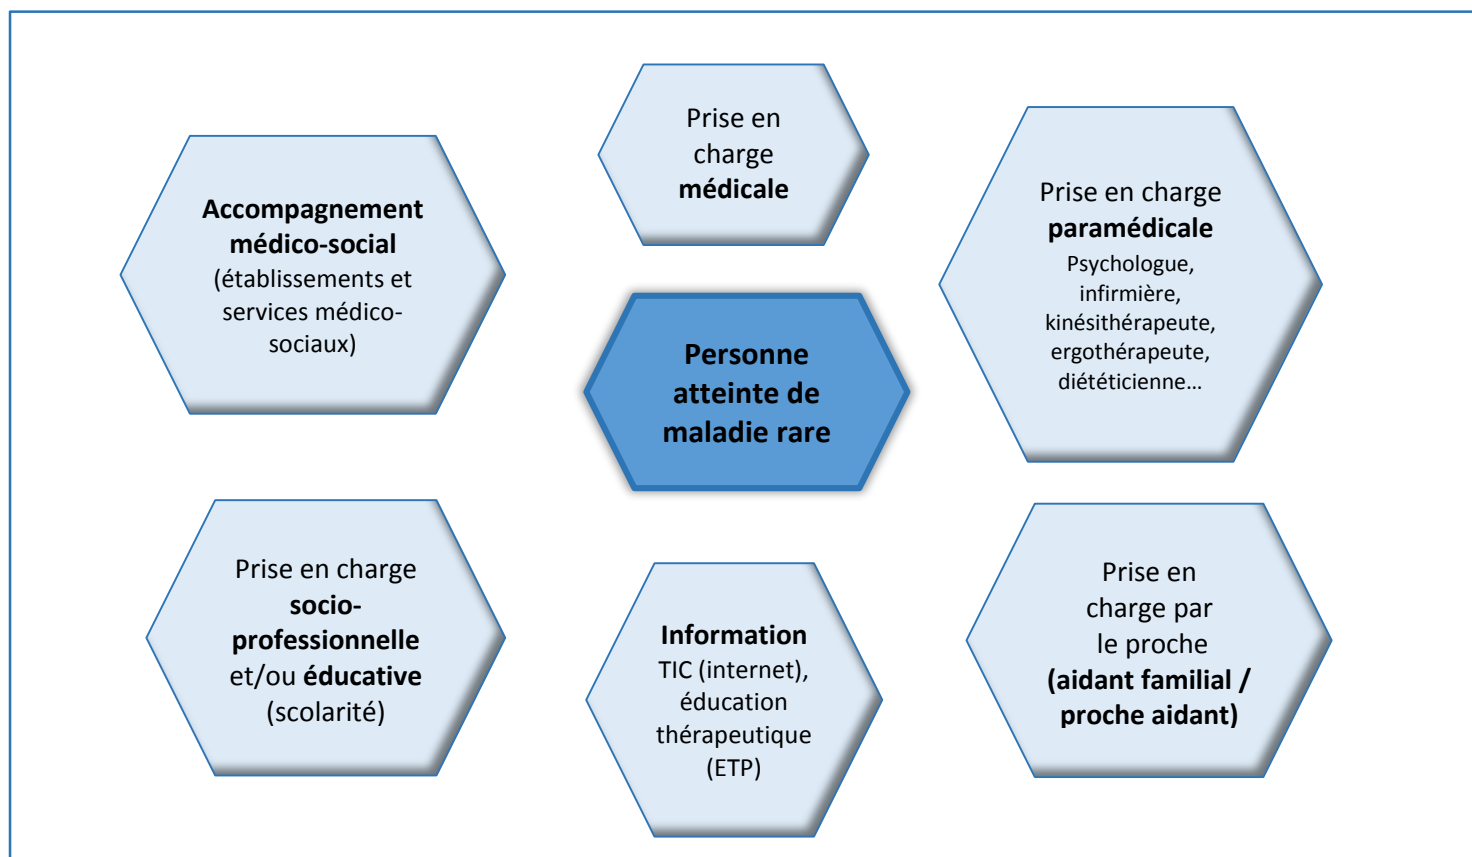 Prise en
charge
médicale
Accompagnement
médico-social
(établissements et
services médico-
sociaux)
Prise en charge
paramédicale
Psychologue,
infirmière,
kinésithérapeute,
ergothérapeute,
diététicienne…
Personne
atteinte de
maladie rare
Prise en charge
socio-
professionnelle
et/ou éducative
(scolarité)
Information
TIC (internet),
éducation
thérapeutique
(ETP)
Prise en
charge par
le proche
(aidant familial /
proche aidant)